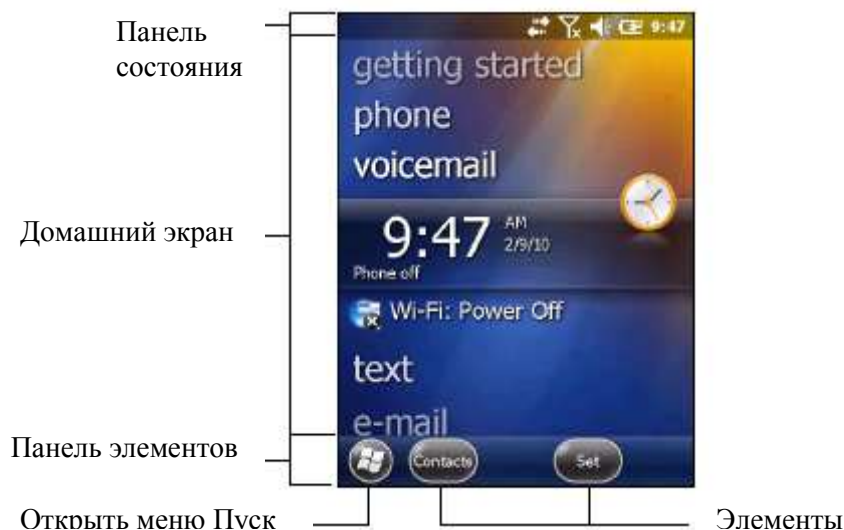 Панель
состояния
9:47
getting started
phone
voicemail
Домашний экран
9:47 AM
2/9/10
Phone off
Wi-Fi: Power Off
text
e-mail
Панель элементов
Contacts
Set
Открыть меню Пуск
Элементы